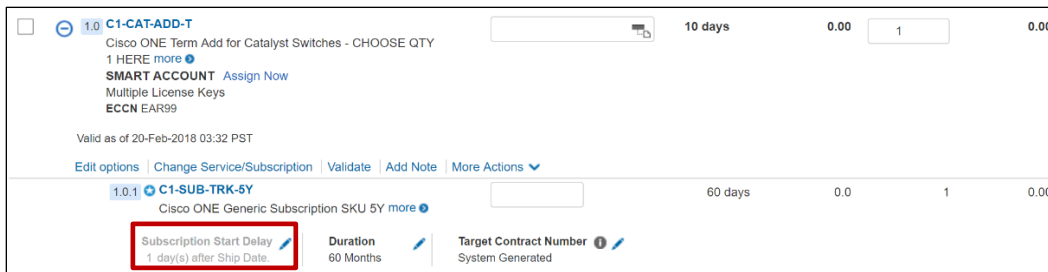 1.0 C1-CAT-ADD-T 10 days 0.00 1 0.00
Cisco ONE Term Add for Catalyst Switches - CHOOSE QTY
1 HERE more
SMART ACCOUNT Assign Now
Multiple License Keys
ECCN EAR99
Valid as of 20-Feb-2018 03:32 PST
Edit options | Change Service/Subscription | Validate | Add Note | More Actions
1.0.1 C1-SUB-TRK-5Y 60 days 0.0 1 0.00
Cisco ONE Generic Subscription SKU 5Y more
Subscription Start Delay Duration Target Contract Number
1 day(s) after Ship Date. 60 Months System Generated